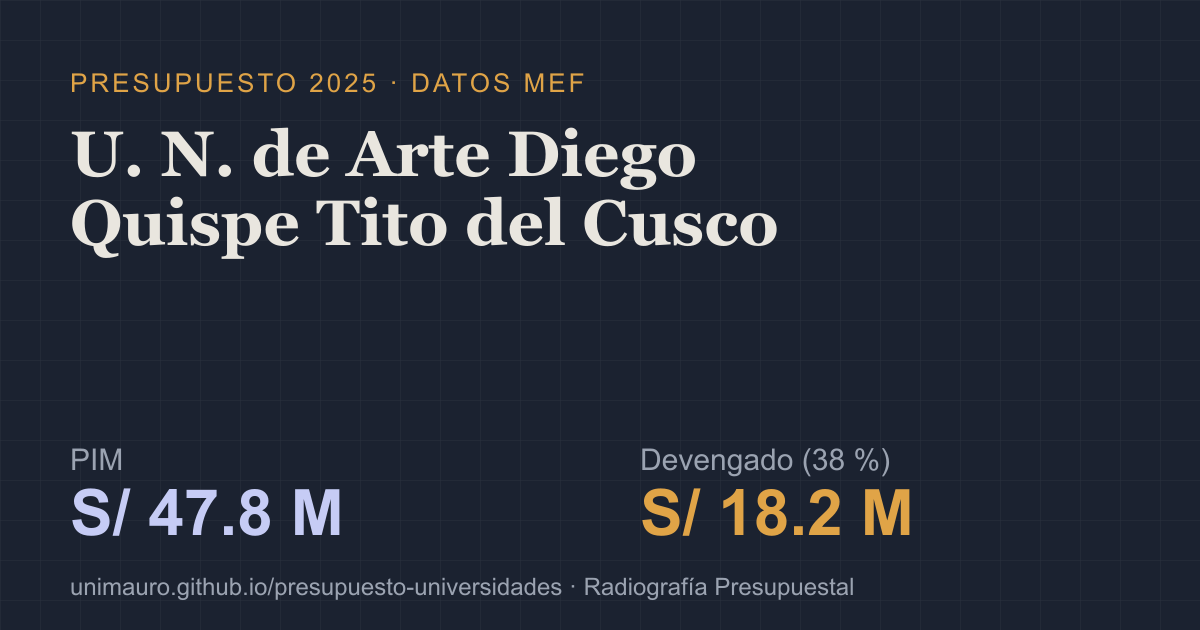 PRESUPUESTO 2025 · DATOS MEF
U. N. de Arte Diego
Quispe Tito del Cusco
PIM
S/ 47.8 M
Devengado (38 %)
S/ 18.2 M
unimauro.github.io/presupuesto-universidades · Radiografía Presupuestal